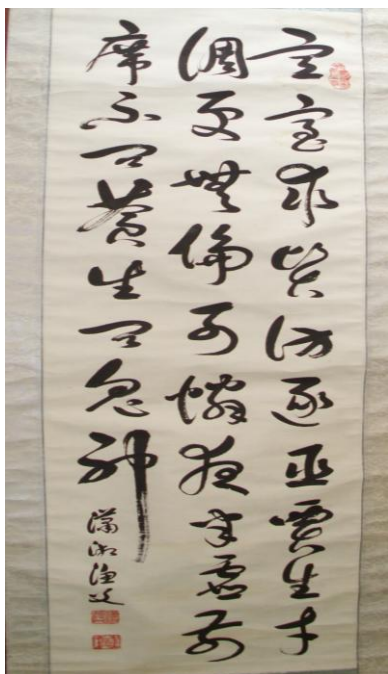 宣室求賢訪逐臣賈生才
調更無倫可憐夜半虛前
席不問蒼生問鬼神
瀟湘漁